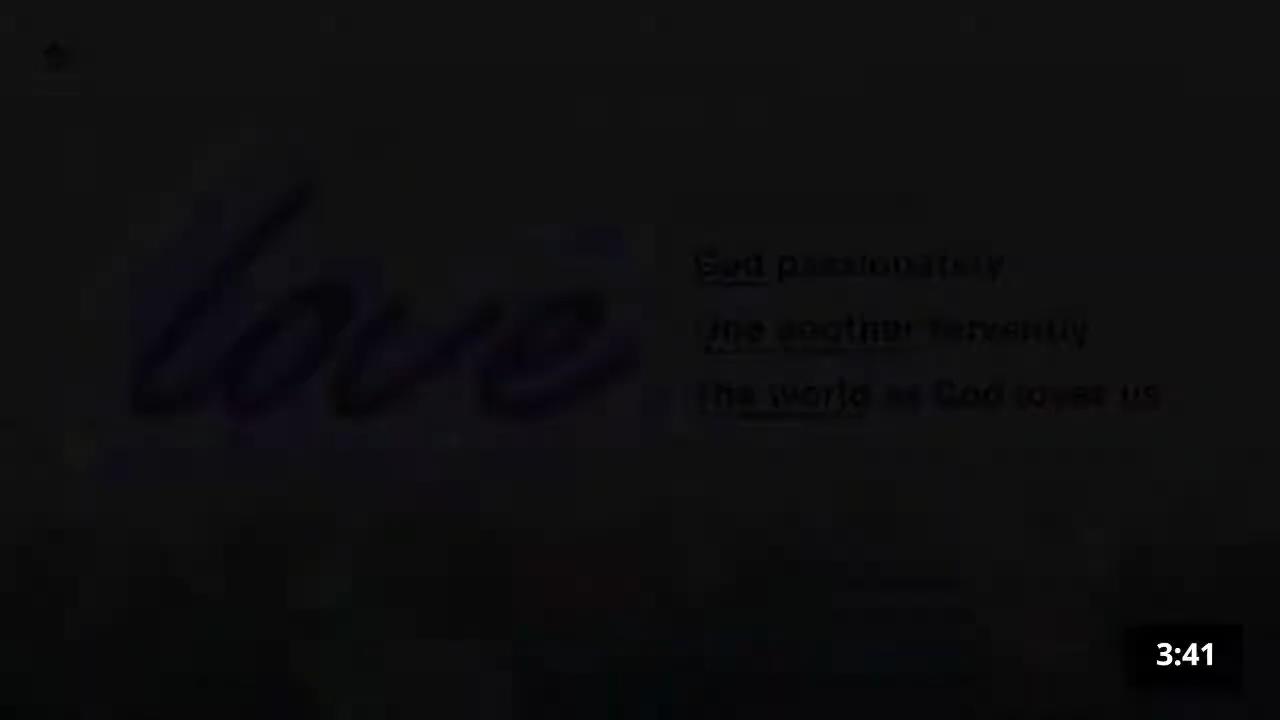 love
God passionately
One another fervently
The world as God loves us
3:41